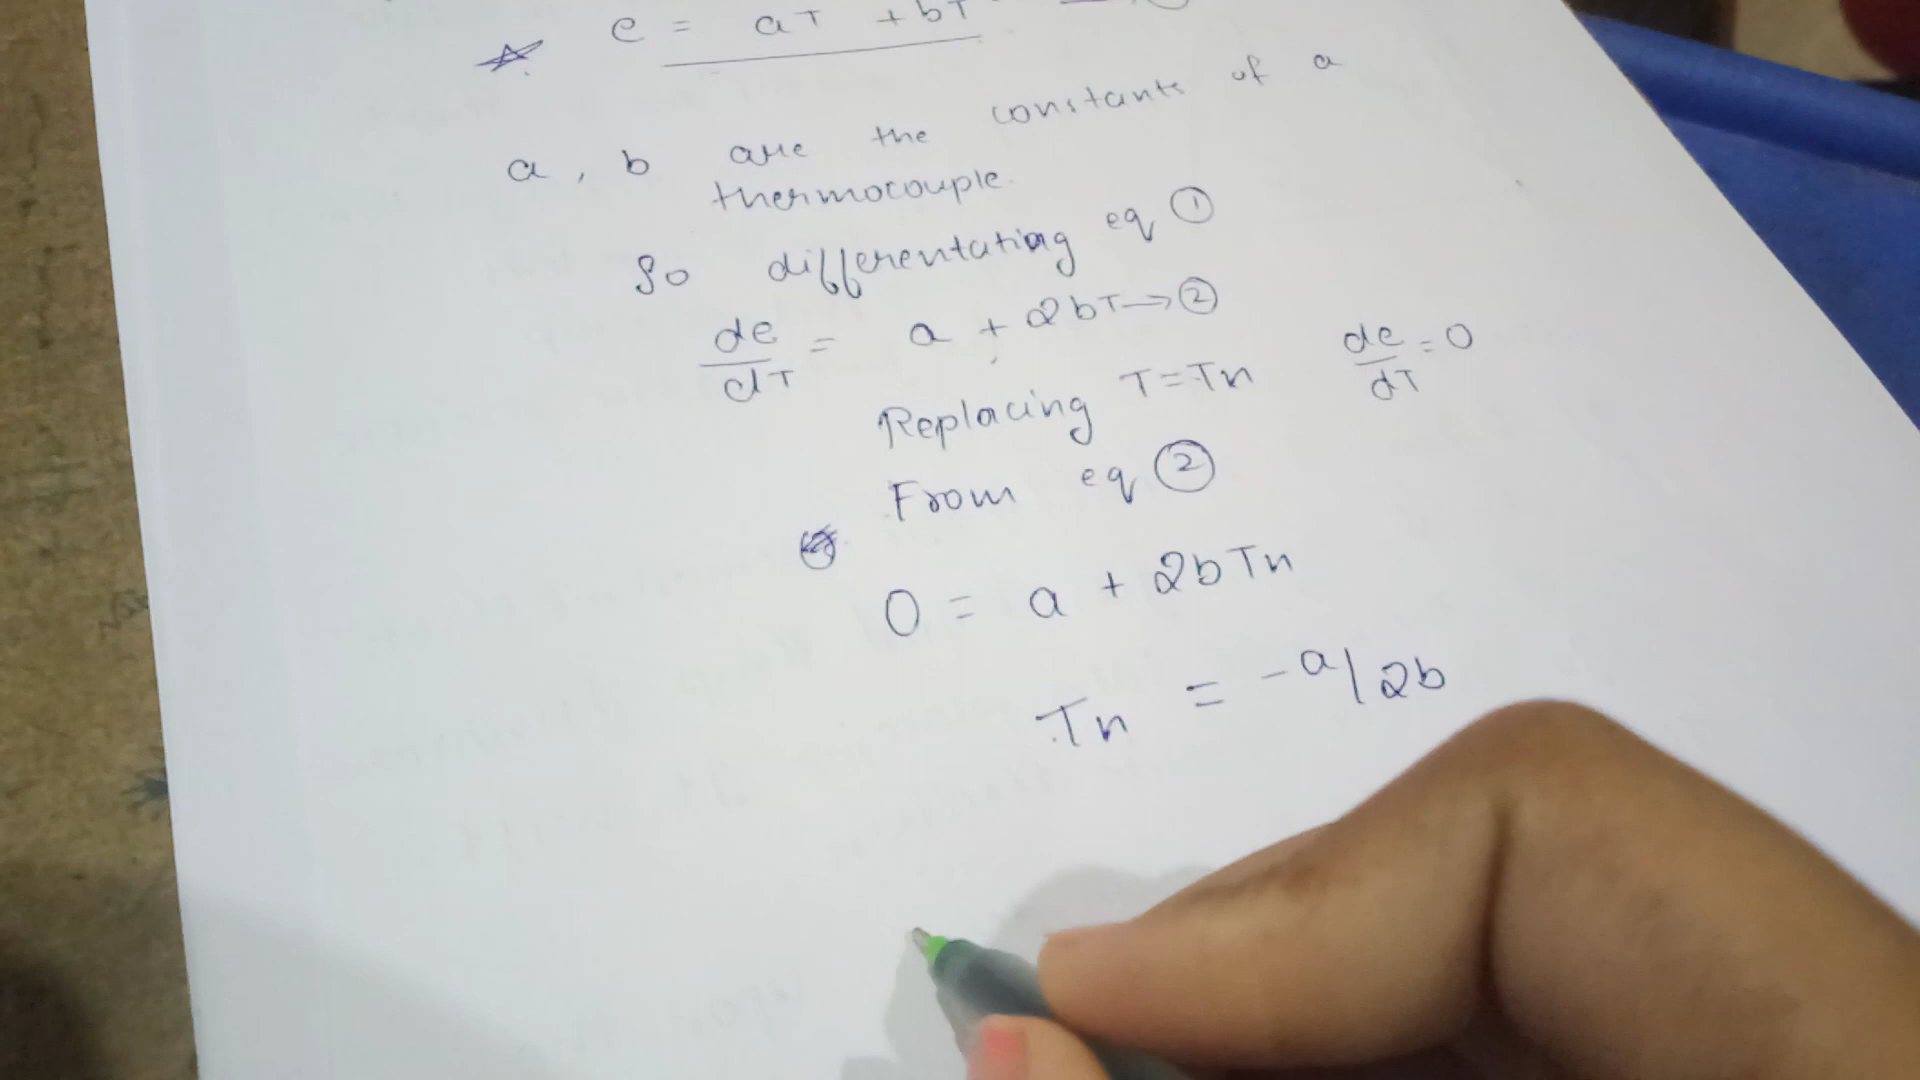 e = aT + bT
a, b are the constants of a
thermocouple.
So differentating eq ①
de/dT = a + 2bT → ②
Replacing T = Tn de/dT = 0
From eq ②
0 = a + 2bTn
Tn = -a/2b